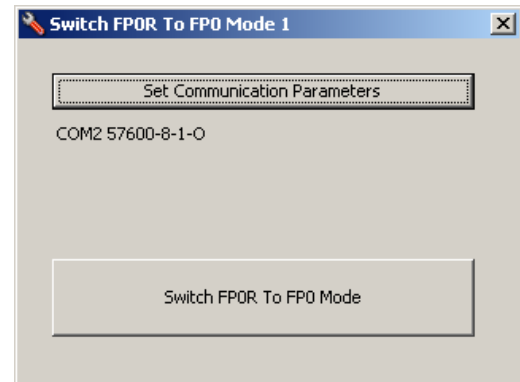 Switch FP0R To FP0 Mode 1
Set Communication Parameters
COM2 57600-8-1-O
Switch FP0R To FP0 Mode